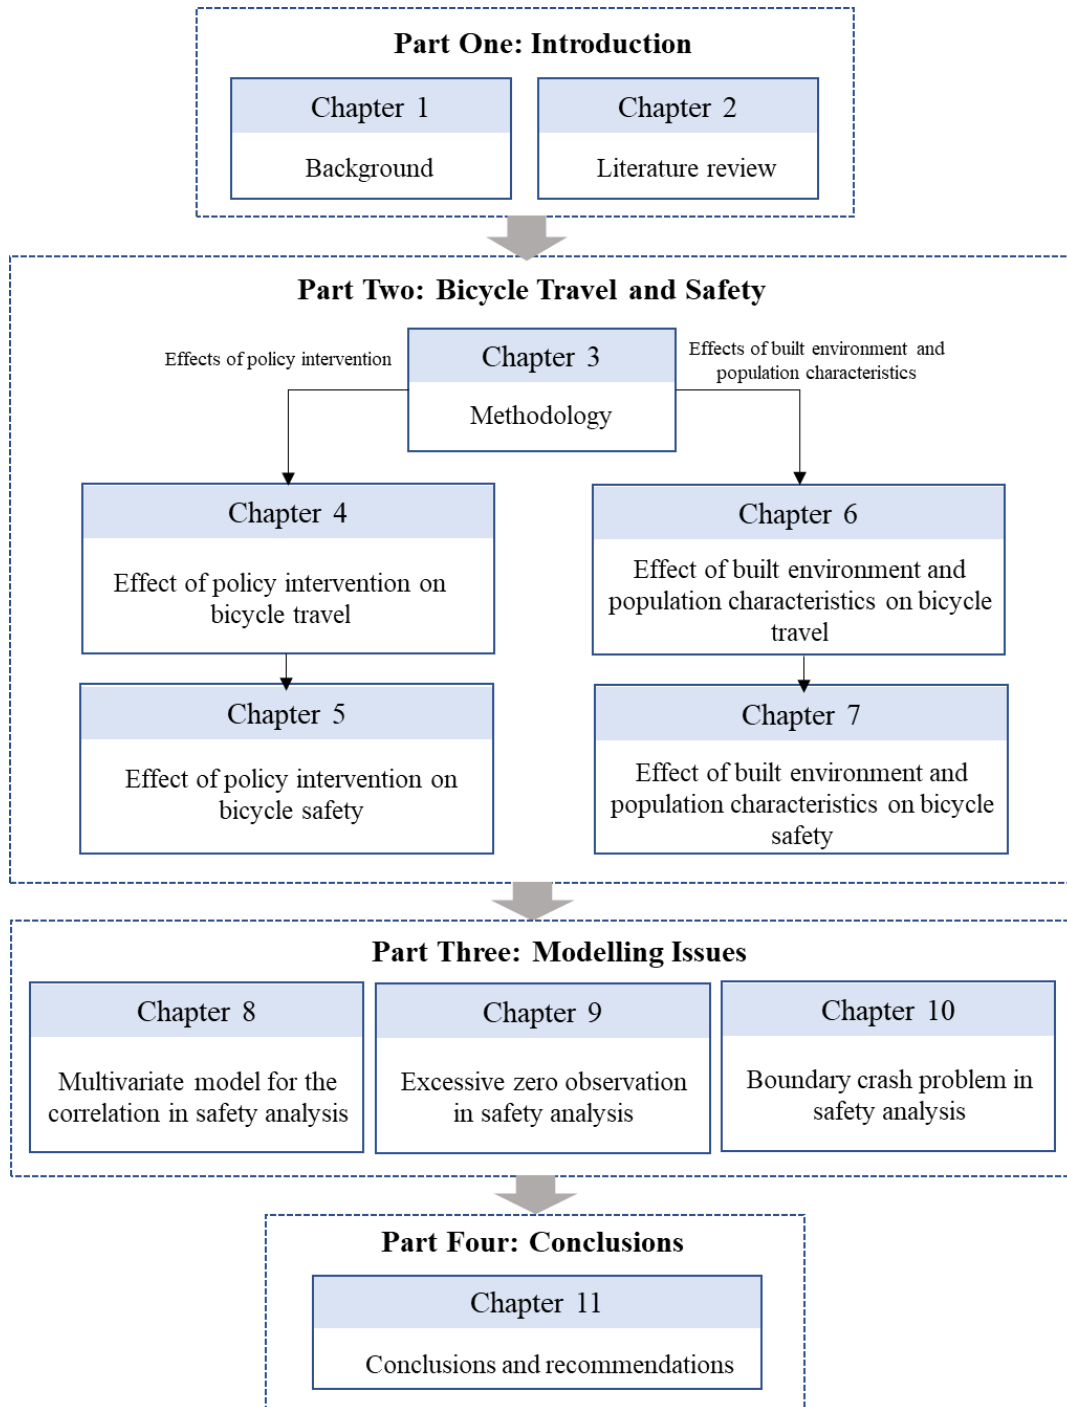 Part One: Introduction
Chapter 1
Background
Chapter 2
Literature review
Part Two: Bicycle Travel and Safety
Effects of policy intervention
Chapter 3
Methodology
Effects of built environment and
population characteristics
Chapter 4
Effect of policy intervention on
bicycle travel
Chapter 5
Effect of policy intervention on
bicycle safety
Chapter 6
Effect of built environment and
population characteristics on bicycle
travel
Chapter 7
Effect of built environment and
population characteristics on bicycle
safety
Part Three: Modelling Issues
Chapter 8
Multivariate model for the
correlation in safety analysis
Chapter 9
Excessive zero observation
in safety analysis
Chapter 10
Boundary crash problem in
safety analysis
Part Four: Conclusions
Chapter 11
Conclusions and recommendations